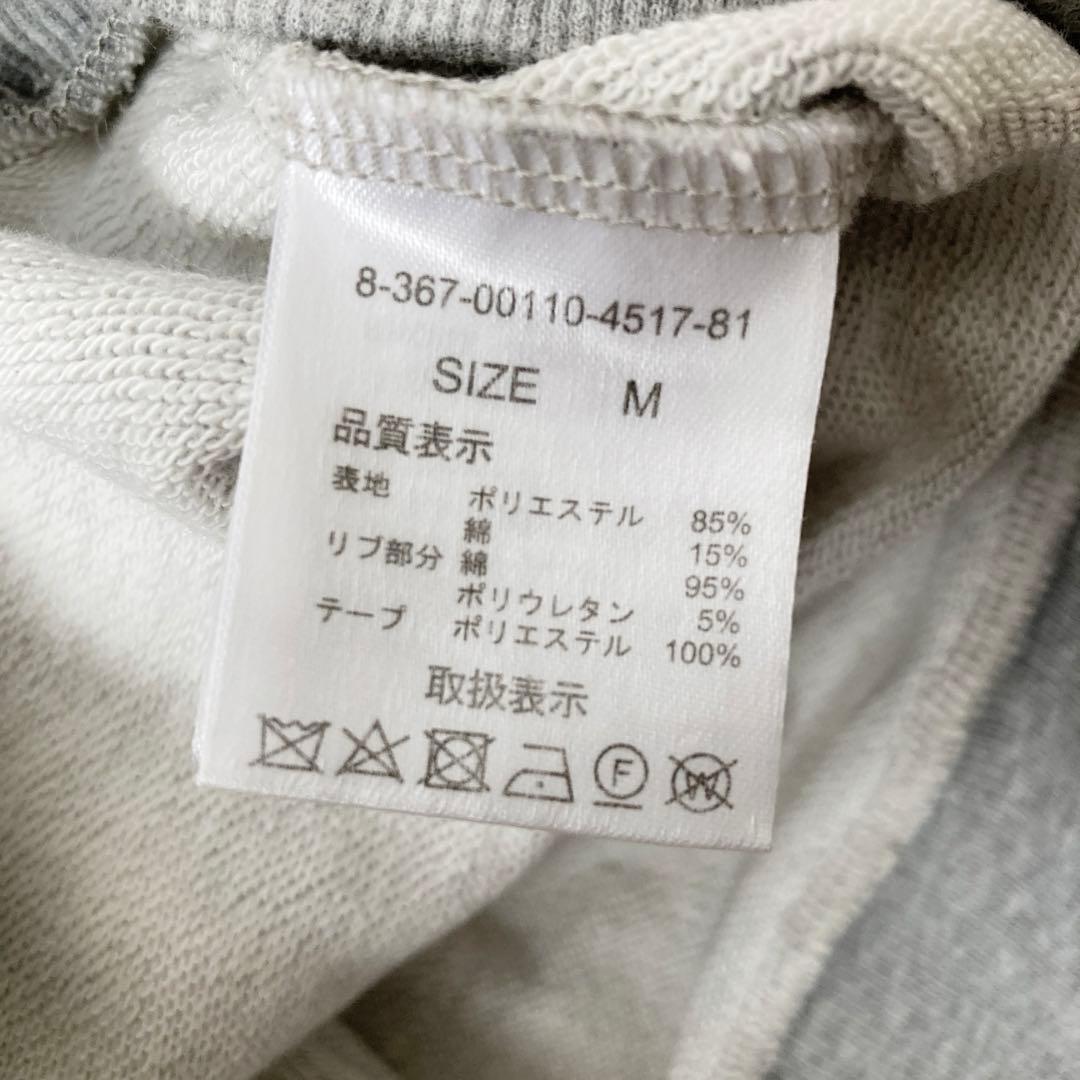 8-367-00110-4517-81
SIZE M
品質表示
表地 ポリエステル 85%
綿 15%
リブ部分 綿 95%
ポリウレタン 5%
テープ ポリエステル 100%
取扱表示
F W